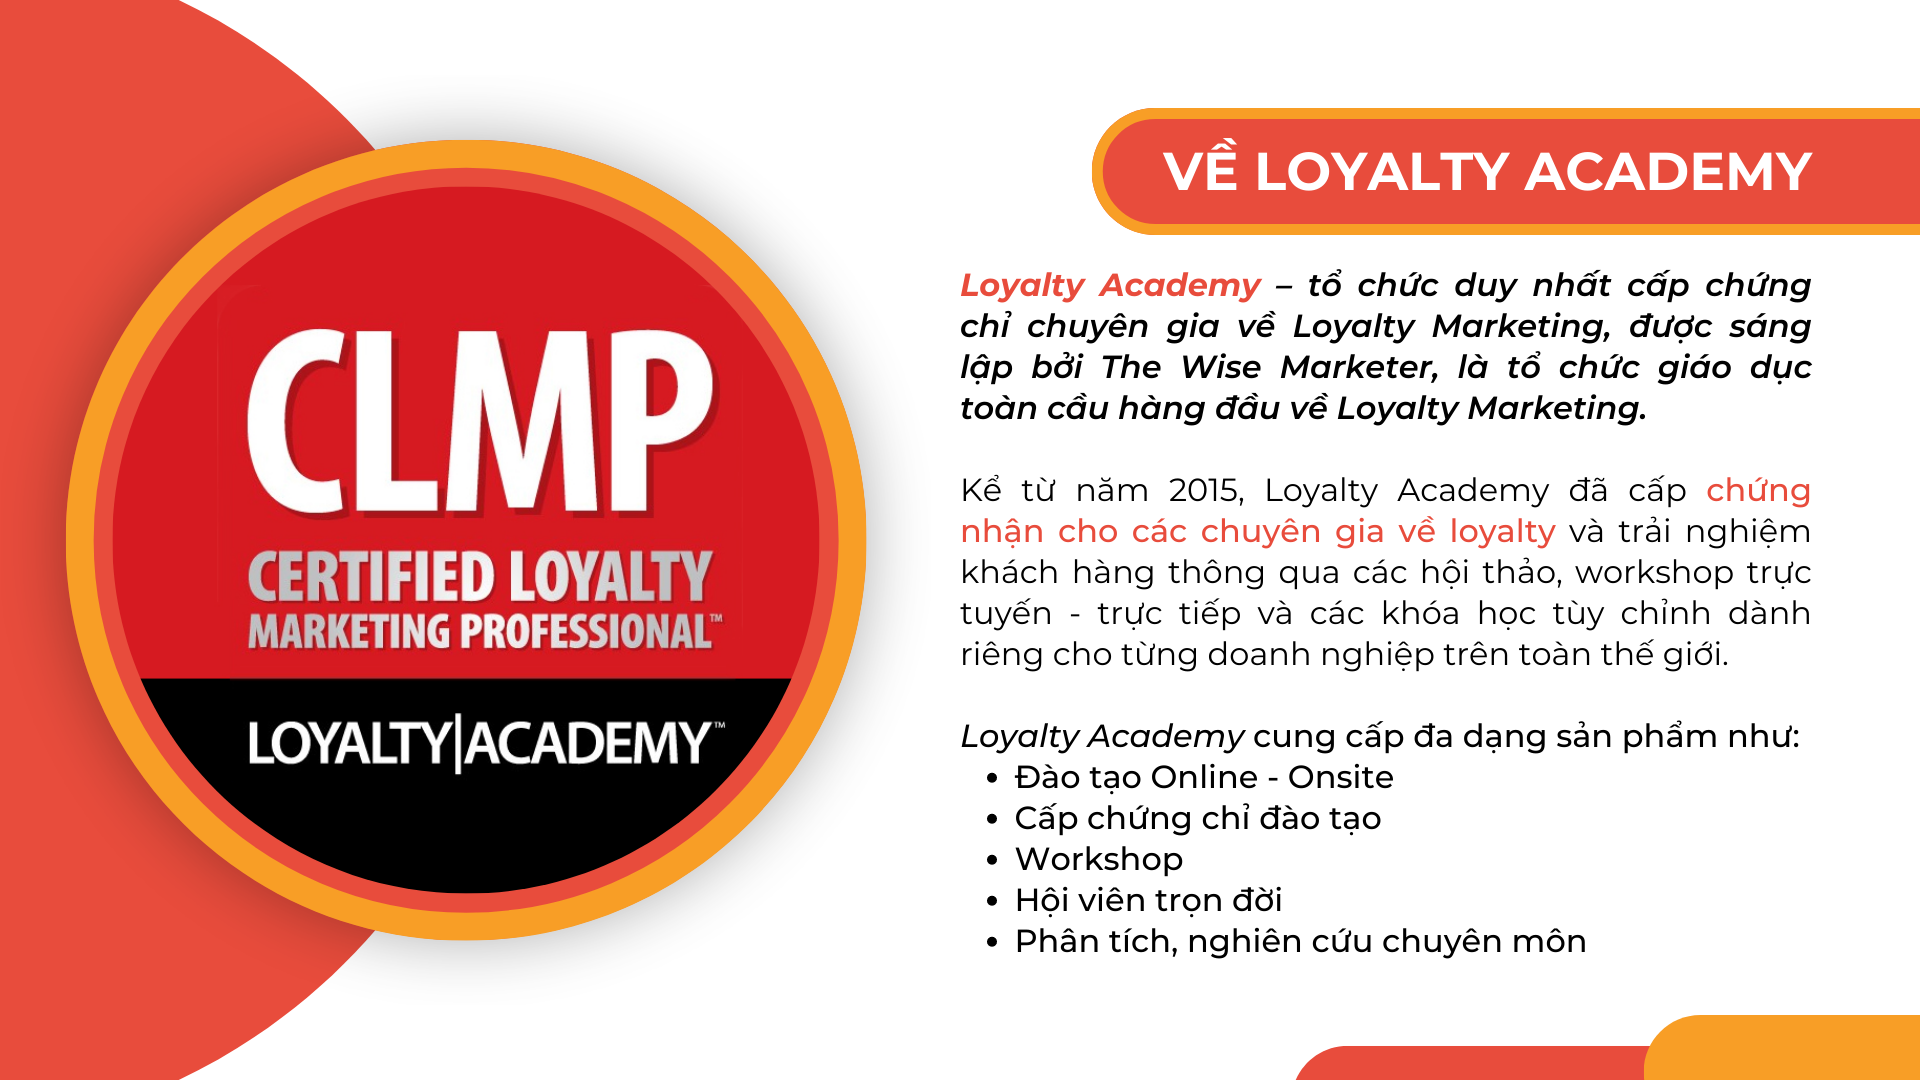 CLMP
CERTIFIED LOYALTY
MARKETING PROFESSIONAL™
LOYALTY|ACADEMY™
VỀ LOYALTY ACADEMY
Loyalty Academy – tổ chức duy nhất cấp chứng
chỉ chuyên gia về Loyalty Marketing, được sáng
lập bởi The Wise Marketer, là tổ chức giáo dục
toàn cầu hàng đầu về Loyalty Marketing.
Kể từ năm 2015, Loyalty Academy đã cấp chứng
nhận cho các chuyên gia về loyalty và trải nghiệm
khách hàng thông qua các hội thảo, workshop trực
tuyến - trực tiếp và các khóa học tùy chỉnh dành
riêng cho từng doanh nghiệp trên toàn thế giới.
Loyalty Academy cung cấp đa dạng sản phẩm như:
• Đào tạo Online - Onsite
• Cấp chứng chỉ đào tạo
• Workshop
• Hội viên trọn đời
• Phân tích, nghiên cứu chuyên môn